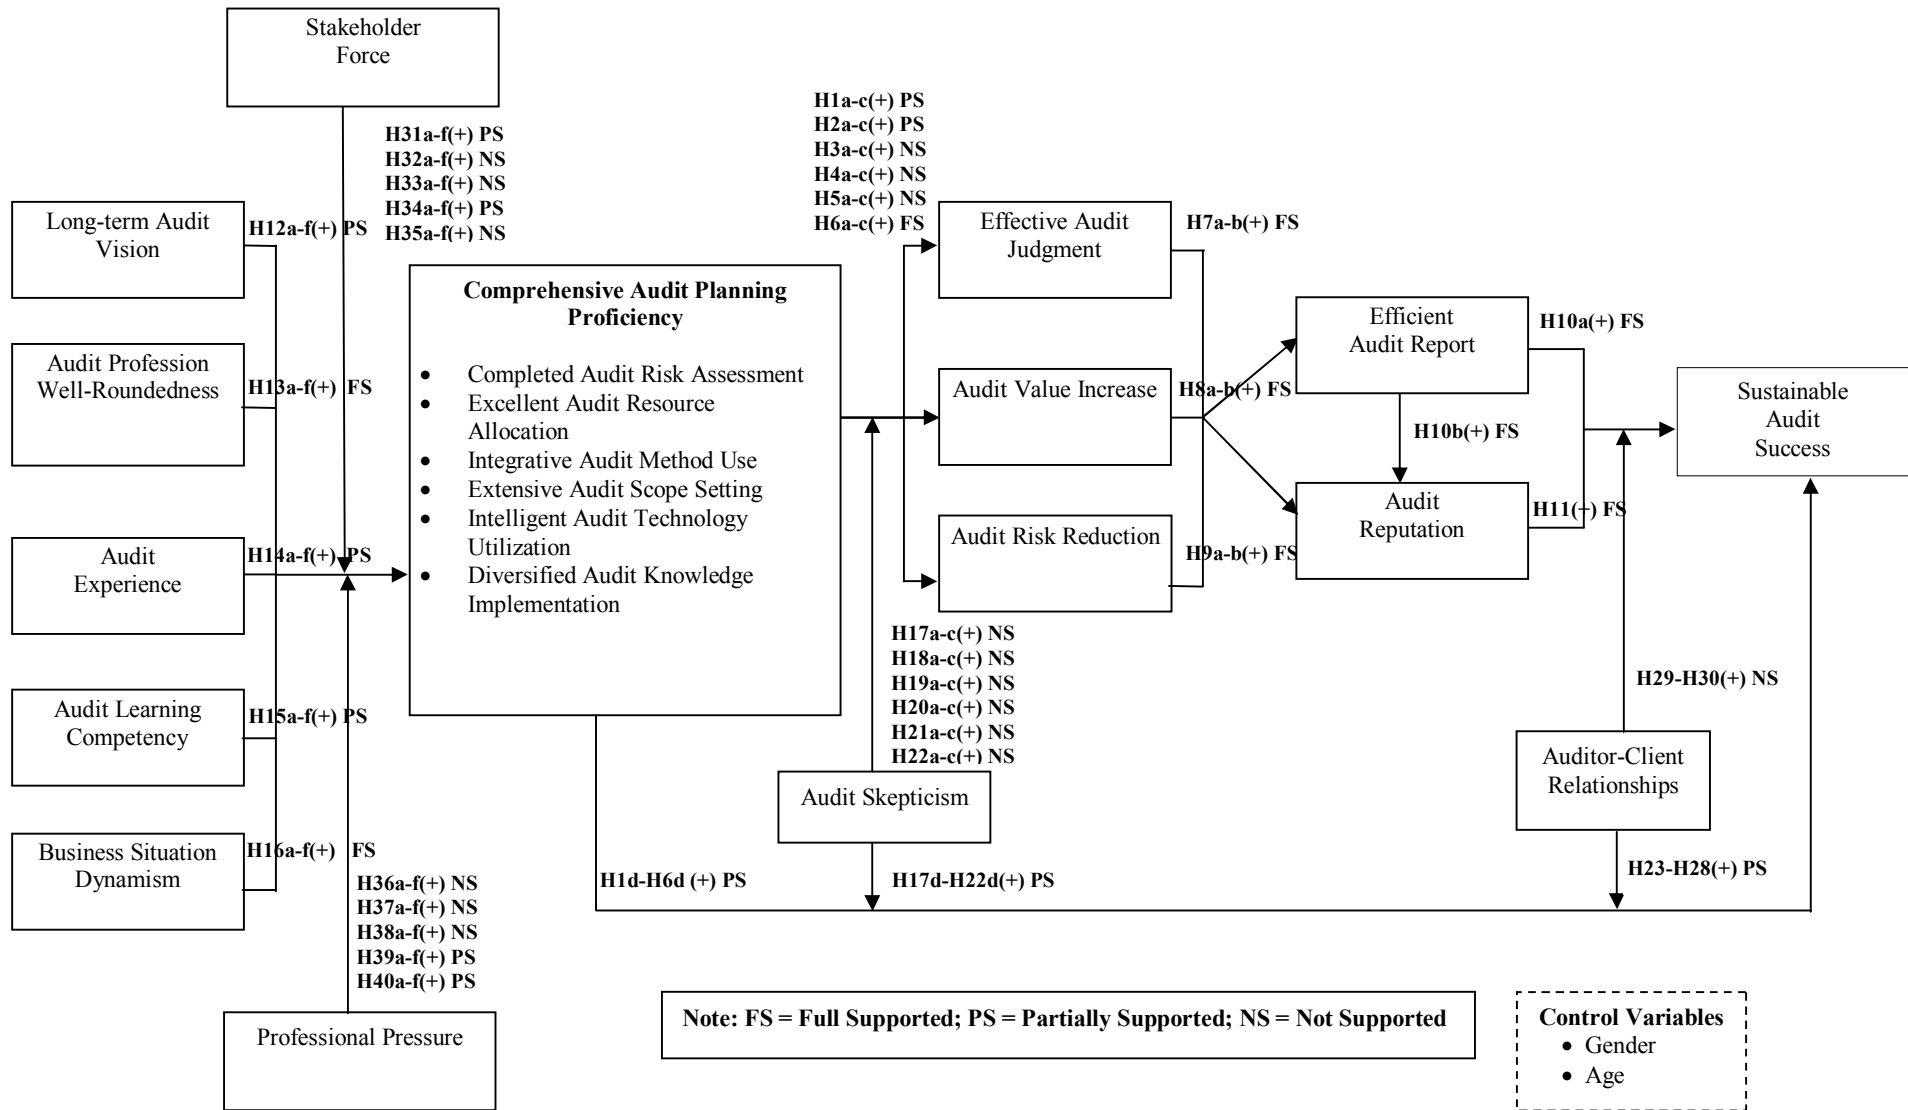 Stakeholder
Force
H31a-f(+) PS
H32a-f(+) NS
H33a-f(+) NS
H34a-f(+) PS
H35a-f(+) NS
H1a-c(+) PS
H2a-c(+) PS
H3a-c(+) NS
H4a-c(+) NS
H5a-c(+) NS
H6a-c(+) FS
Long-term Audit
Vision
H12a-f(+) PS
Audit Profession
Well-Roundedness
H13a-f(+) FS
Audit
Experience
H14a-f(+) PS
Audit Learning
Competency
H15a-f(+) PS
Business Situation
Dynamism
H16a-f(+) FS
H36a-f(+) NS
H37a-f(+) NS
H38a-f(+) NS
H39a-f(+) PS
H40a-f(+) PS
Professional Pressure
Comprehensive Audit Planning
Proficiency
• Completed Audit Risk Assessment
• Excellent Audit Resource
Allocation
• Integrative Audit Method Use
• Extensive Audit Scope Setting
• Intelligent Audit Technology
Utilization
• Diversified Audit Knowledge
Implementation
Effective Audit
Judgment
H7a-b(+) FS
Audit Value Increase
H8a-b(+) FS
Audit Risk Reduction
H9a-b(+) FS
H17a-c(+) NS
H18a-c(+) NS
H19a-c(+) NS
H20a-c(+) NS
H21a-c(+) NS
H22a-c(+) NS
Audit Skepticism
H1d-H6d (+) PS
H17d-H22d(+) PS
Efficient
Audit Report
H10a(+) FS
H10b(+) FS
Audit
Reputation
H11(+) FS
Sustainable
Audit
Success
H29-H30(+) NS
Auditor-Client
Relationships
H23-H28(+) PS
Note: FS = Full Supported; PS = Partially Supported; NS = Not Supported
Control Variables
• Gender
• Age